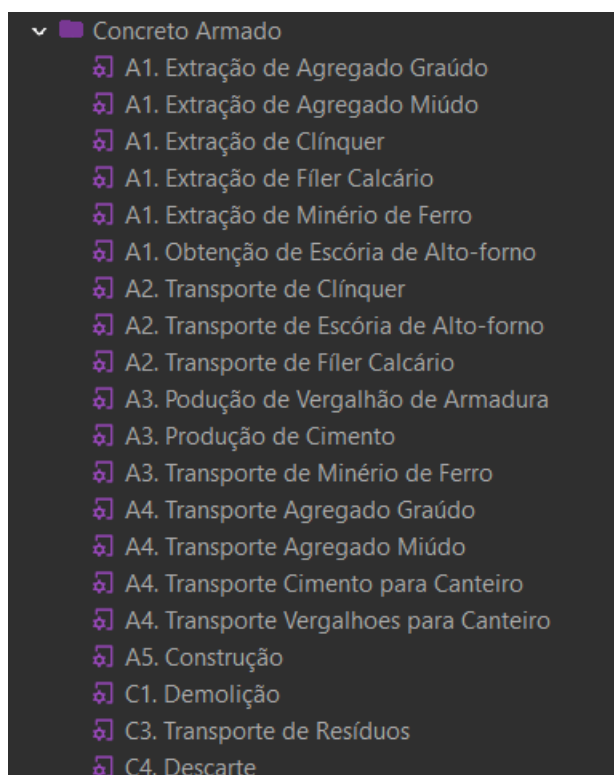 Concreto Armado
A1. Extração de Agregado Graúdo
A1. Extração de Agregado Miúdo
A1. Extração de Clínquer
A1. Extração de Fíler Calcário
A1. Extração de Minério de Ferro
A1. Obtenção de Escória de Alto-forno
A2. Transporte de Clínquer
A2. Transporte de Escória de Alto-forno
A2. Transporte de Fíler Calcário
A3. Podução de Vergalhão de Armadura
A3. Produção de Cimento
A3. Transporte de Minério de Ferro
A4. Transporte Agregado Graúdo
A4. Transporte Agregado Miúdo
A4. Transporte Cimento para Canteiro
A4. Transporte Vergalhoes para Canteiro
A5. Construção
C1. Demolição
C3. Transporte de Resíduos
C4. Descarte